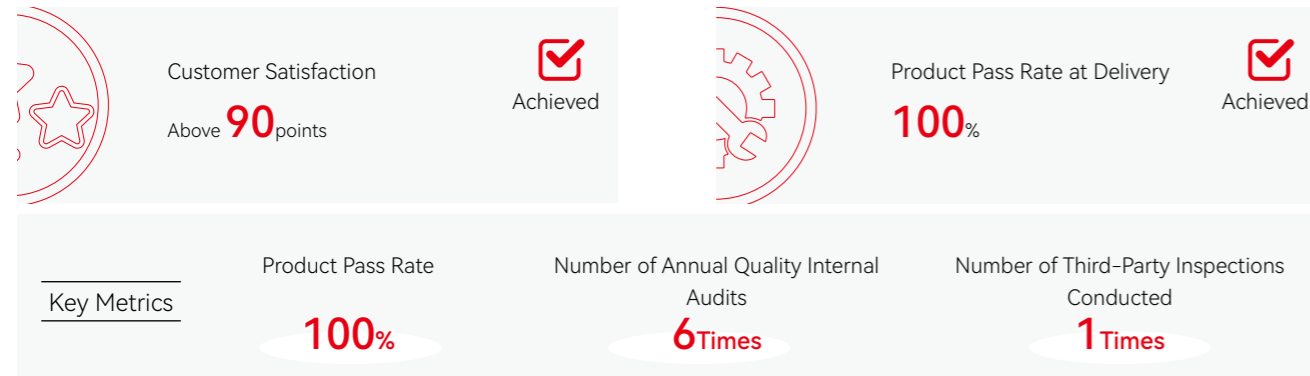 Customer Satisfaction
Above 90points
Achieved
Product Pass Rate at Delivery
100%
Achieved
Key Metrics
Product Pass Rate
100%
Number of Annual Quality Internal
Audits
6Times
Number of Third-Party Inspections
Conducted
1Times